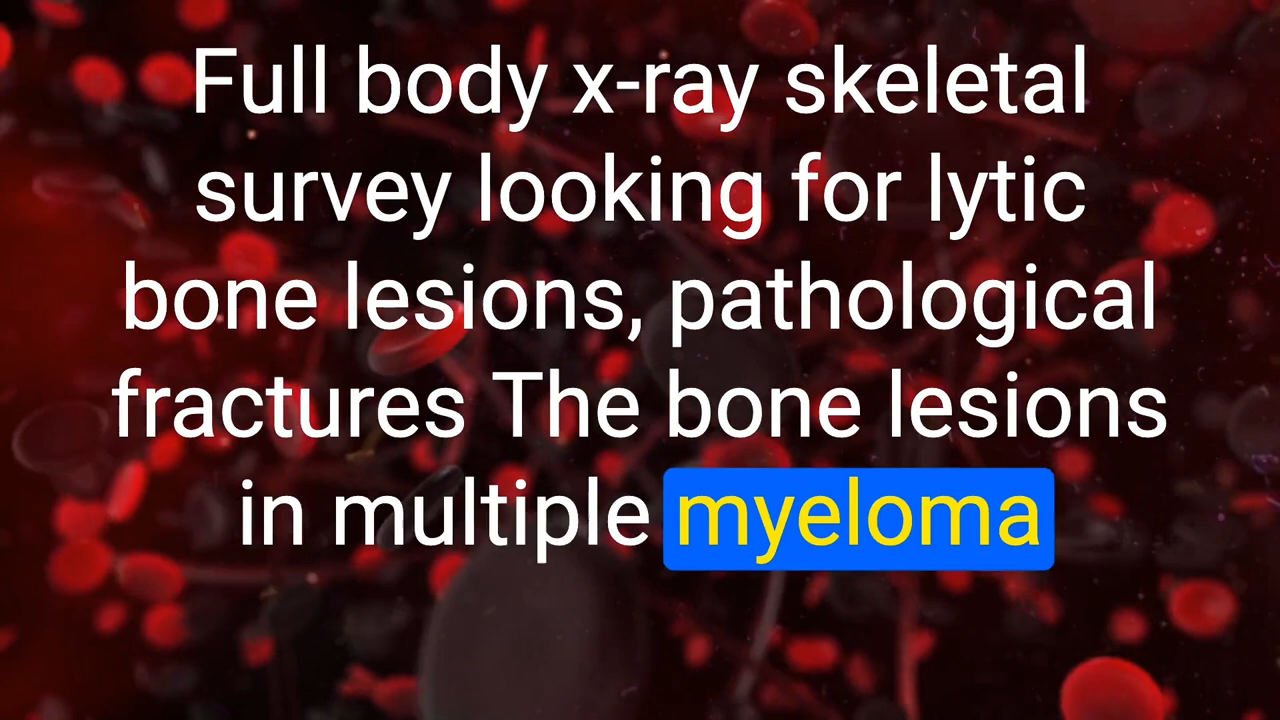 Full body x-ray skeletal
survey looking for lytic
bone lesions, pathological
fractures The bone lesions
in multiple myeloma